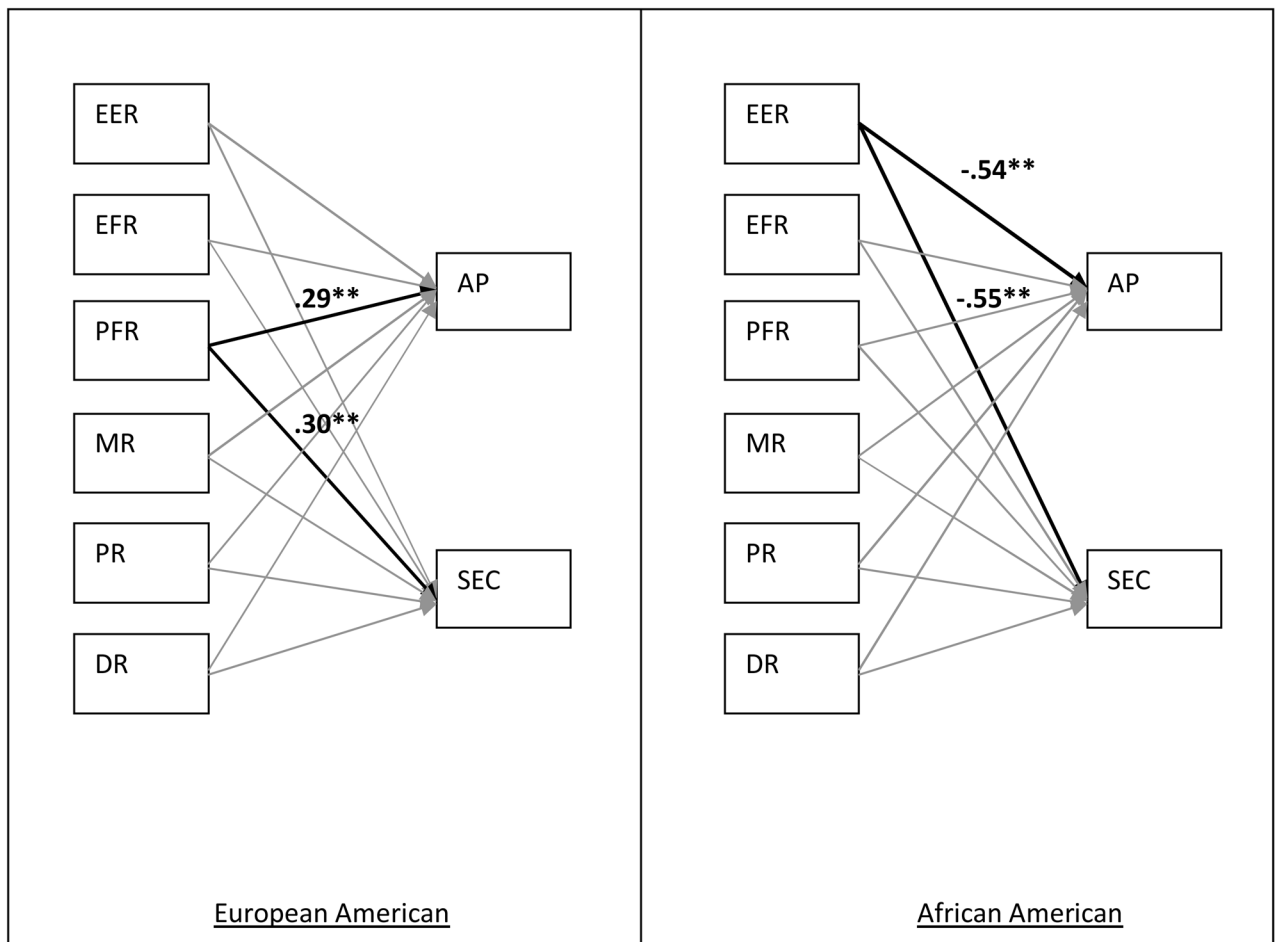 EER
EFR
PFR
MR
PR
DR
.29**
.30**
AP
SEC
European American
EER
EFR
PFR
MR
PR
DR
-.54**
-.55**
AP
SEC
African American